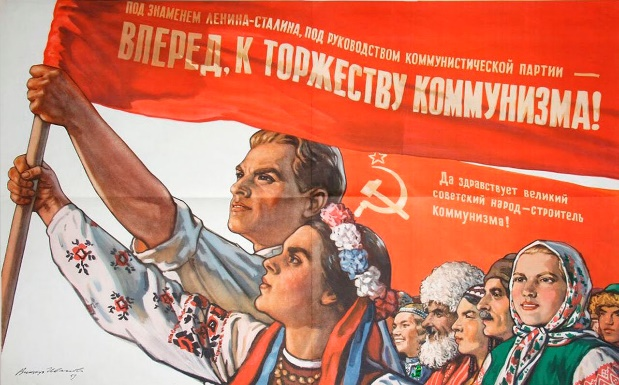 ПОД ЗНАМЕНЕМ ЛЕНИНА-СТАЛИНА, ПОД РУКОВОДСТВОМ КОММУНИСТИЧЕСКОЙ ПАРТИИ —
ВПЕРЕД, К ТОРЖЕСТВУ КОММУНИЗМА!
Да здравствует великий
советский народ-строитель
коммунизма!